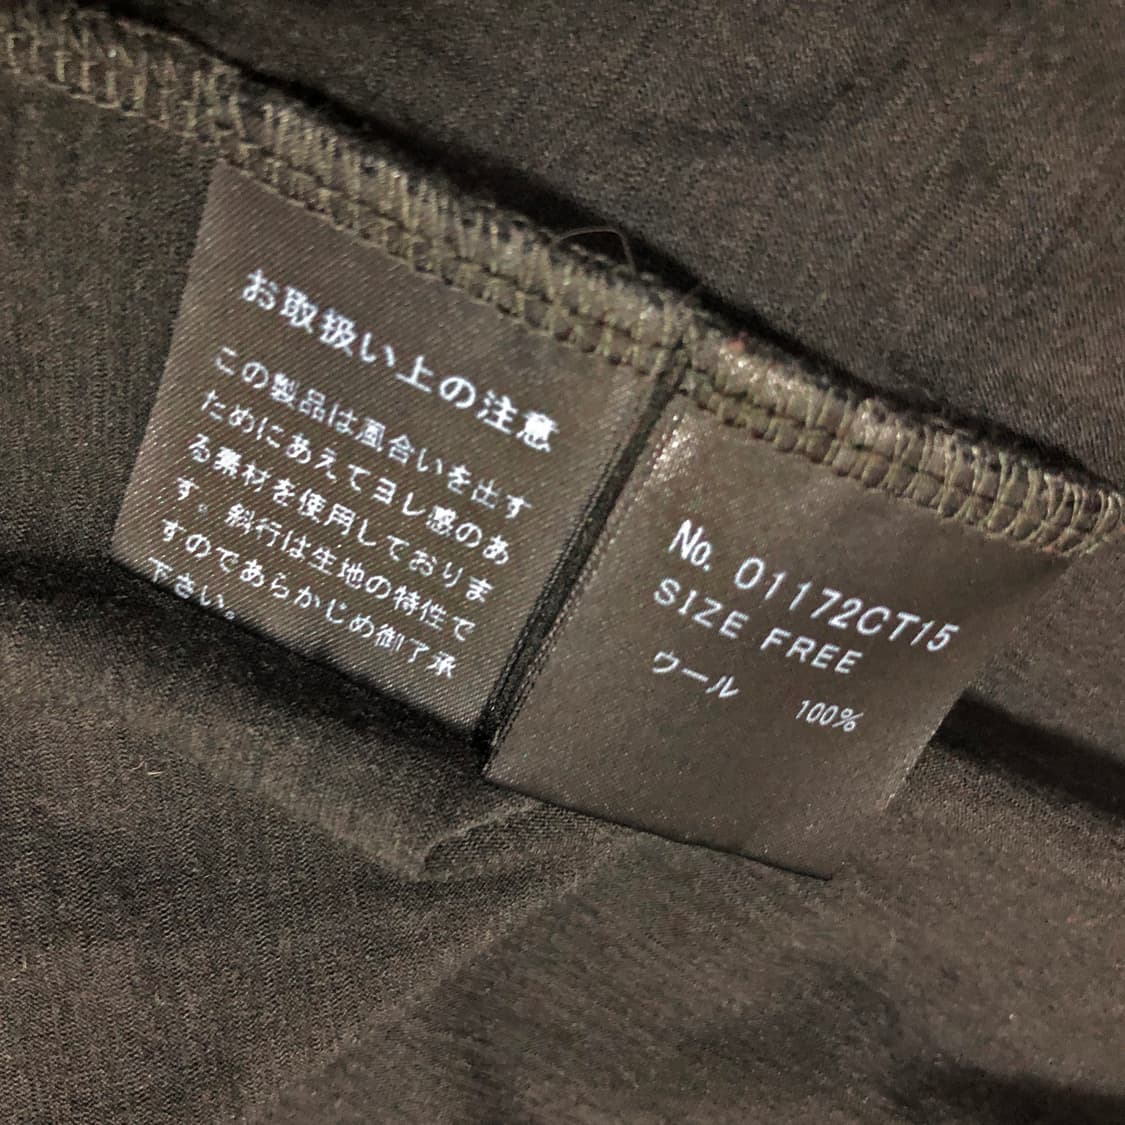 お取扱い上の注意
この製品は風合いを出す
ためにあえてヨレ感のあ
る素材を使用しておりま
す。斜行は生地の特性で
すのであらかじめ御了承
下さい。
No. 01172CT15
SIZE FREE
ウール 100%